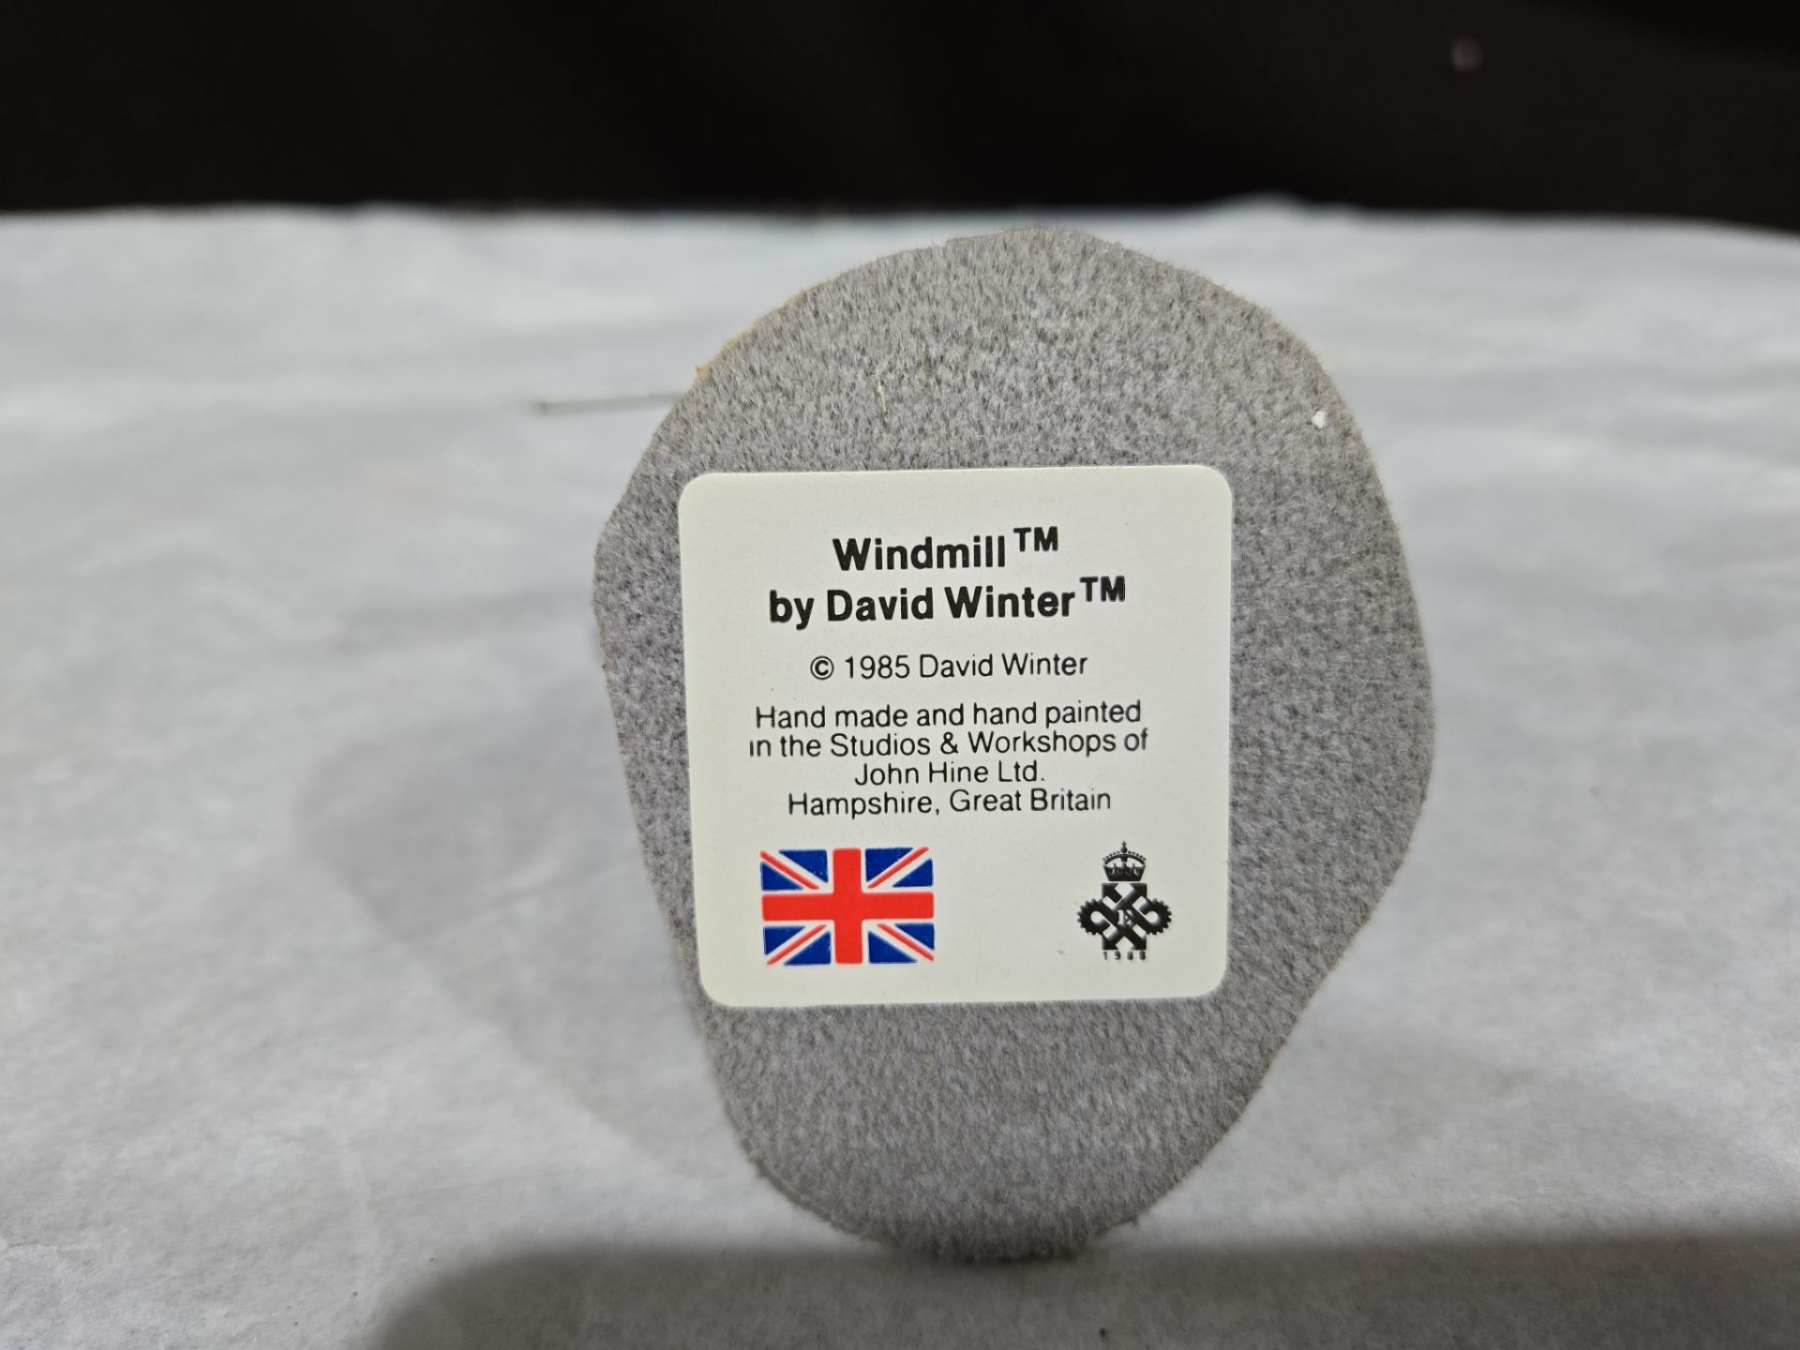 Windmill™
by David Winter™
© 1985 David Winter
Hand made and hand painted
in the Studios & Workshops of
John Hine Ltd.
Hampshire, Great Britain
E
1988